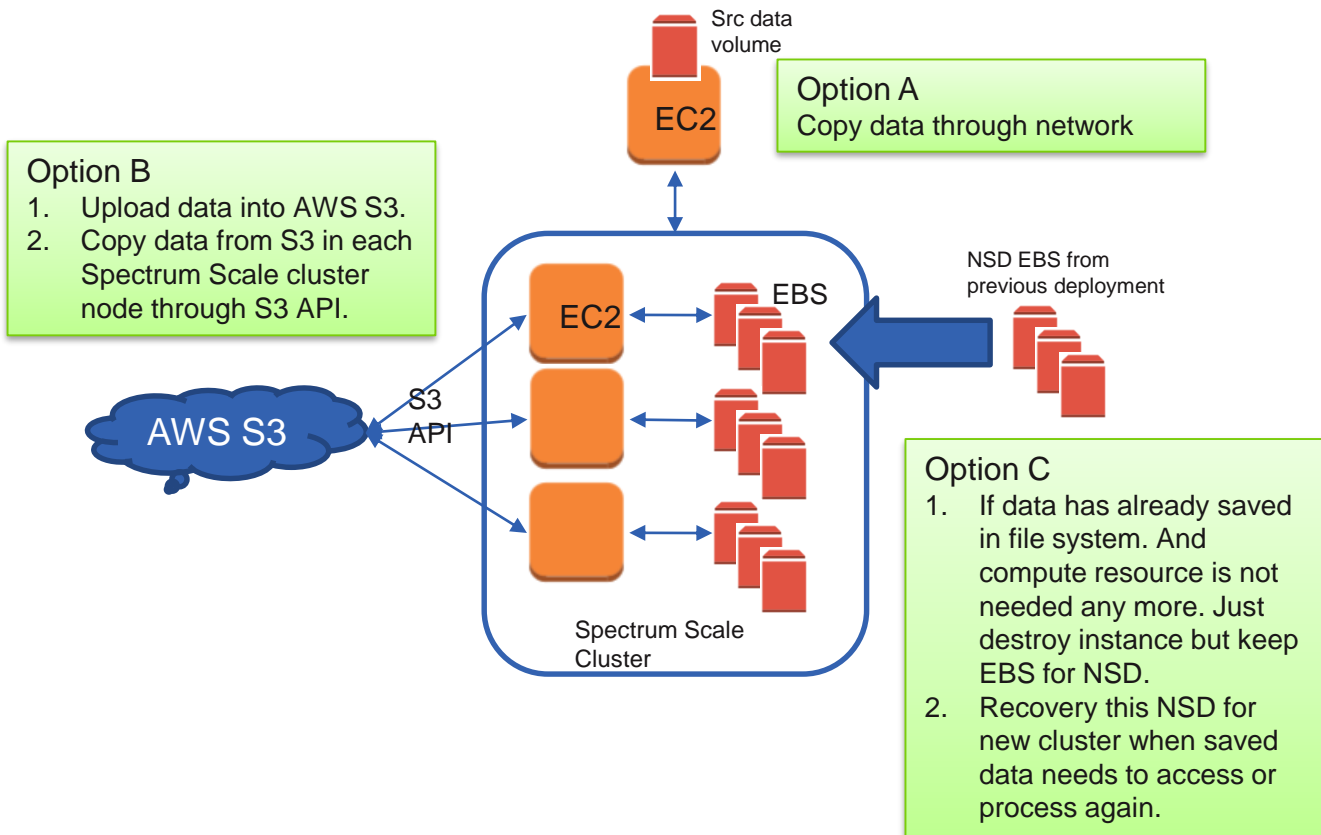 Src data
volume
EC2
Option A
Copy data through network
Option B
1. Upload data into AWS S3.
2. Copy data from S3 in each
Spectrum Scale cluster
node through S3 API.
EC2
EBS
NSD EBS from
previous deployment
AWS S3
S3
API
Spectrum Scale
Cluster
Option C
1. If data has already saved
in file system. And
compute resource is not
needed any more. Just
destroy instance but keep
EBS for NSD.
2. Recovery this NSD for
new cluster when saved
data needs to access or
process again.